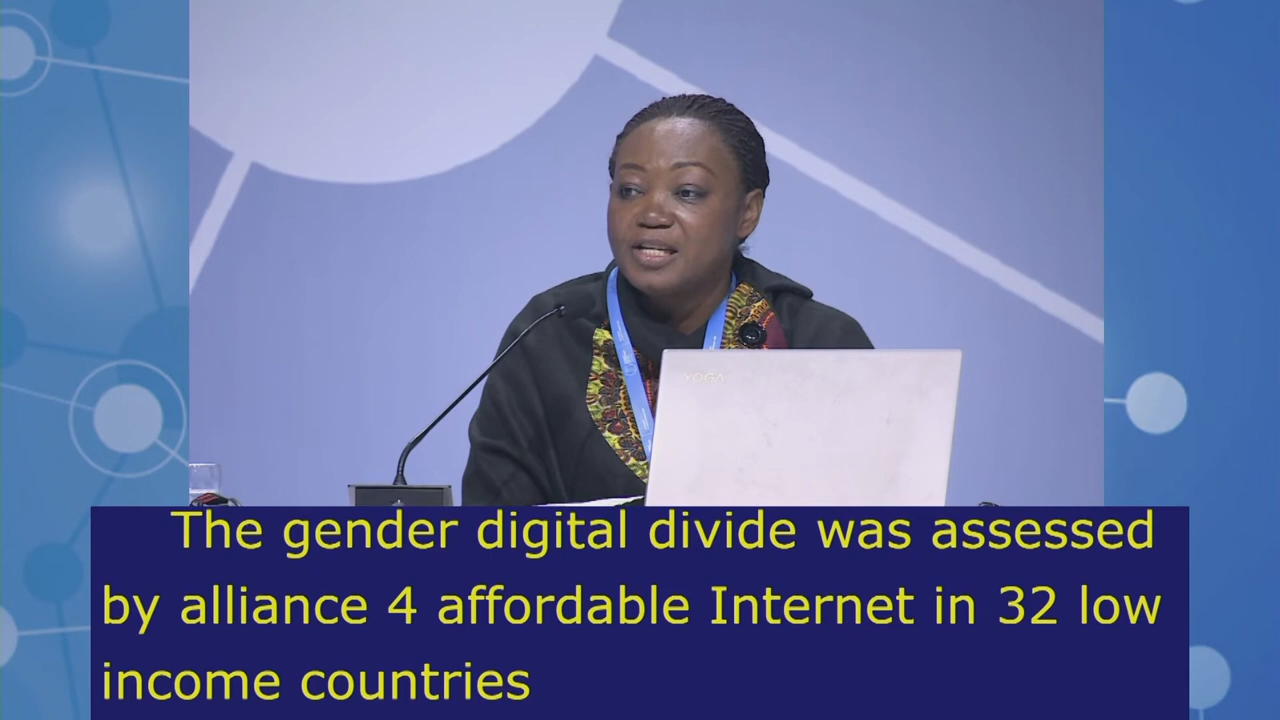 YOGA
The gender digital divide was assessed
by alliance 4 affordable Internet in 32 low
income countries